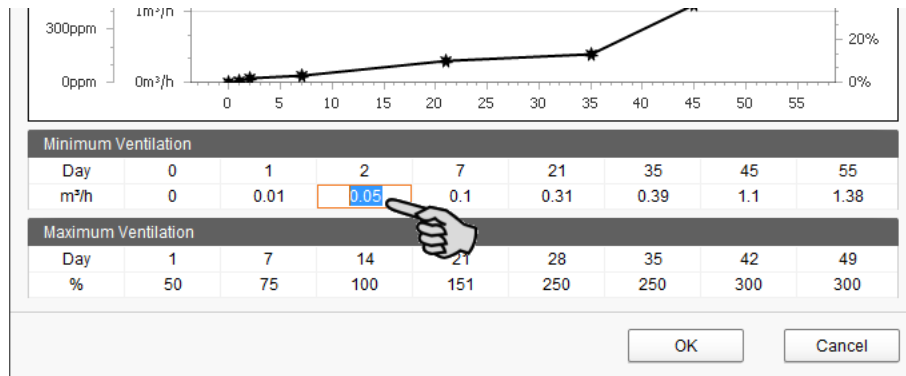 1m³/h
300ppm
20%
0ppm 0m³/h 0%
0 5 10 15 20 25 30 35 40 45 50 55
Minimum Ventilation
Day 0 1 2 7 21 35 45 55
m³/h 0 0.01 0.05 0.1 0.31 0.39 1.1 1.38
Maximum Ventilation
Day 1 7 14 21 28 35 42 49
% 50 75 100 151 250 250 300 300
OK Cancel